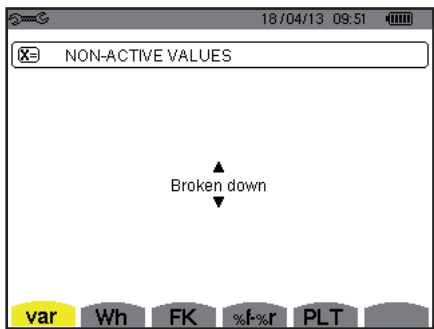 18/04/13 09:51
X= NON-ACTIVE VALUES
Broken down
var Wh FK %f-%r PLT